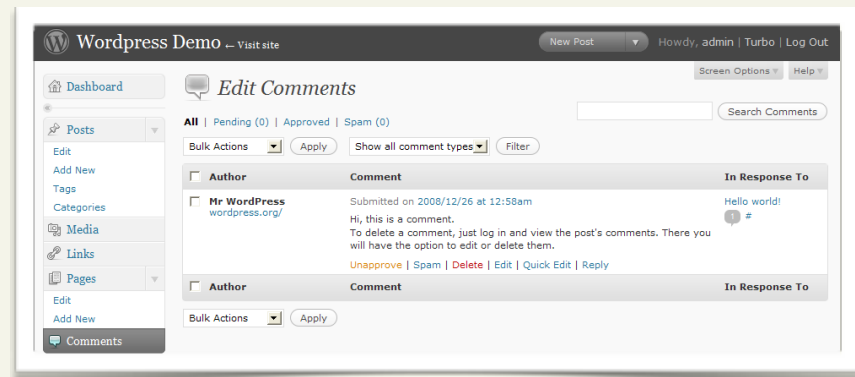 Wordpress Demo ← Visit site
New Post
Howdy, admin | Turbo | Log Out
Screen Options
Help
Dashboard
Posts
Edit
Add New
Tags
Categories
Media
Links
Pages
Edit
Add New
Comments
Edit Comments
All | Pending (0) | Approved | Spam (0)
Search Comments
Bulk Actions
Apply
Show all comment types
Filter
Author
Comment
In Response To
Mr WordPress
wordpress.org/
Submitted on 2008/12/26 at 12:58am
Hi, this is a comment.
To delete a comment, just log in and view the post's comments. There you
will have the option to edit or delete them.
Unapprove | Spam | Delete | Edit | Quick Edit | Reply
Hello world!
1 #
Author
Comment
In Response To
Bulk Actions
Apply